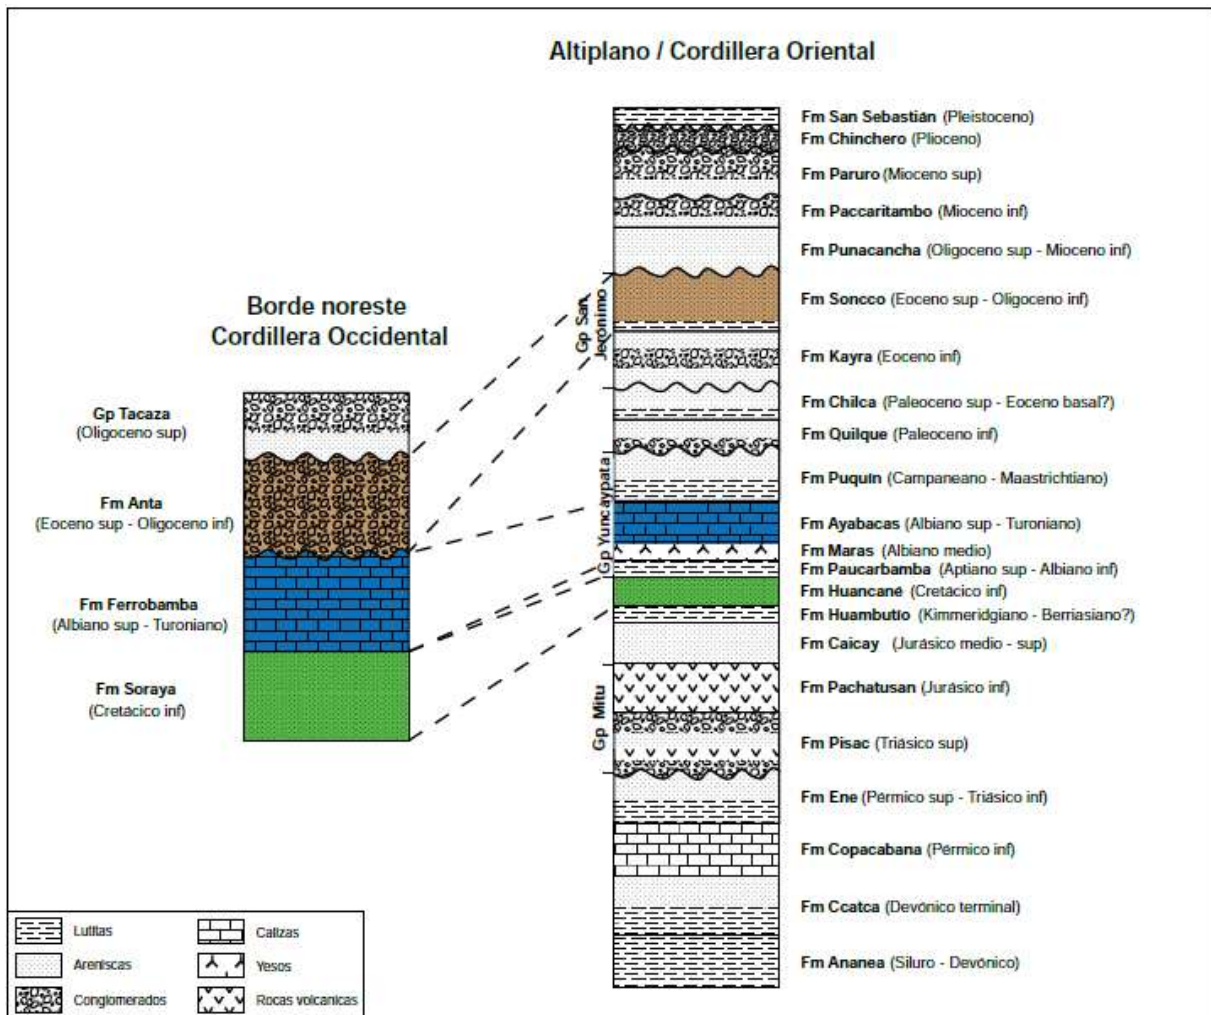 Altiplano / Cordillera Oriental
Fm San Sebastián (Pleistoceno)
Fm Chinchero (Plioceno)
Fm Paruro (Mioceno sup)
Fm Paccaritambo (Mioceno inf)
Fm Punacancha (Oligoceno sup - Mioceno inf)
Fm Soncco (Eoceno sup - Oligoceno inf)
Fm Kayra (Eoceno inf)
Fm Chilca (Paleoceno sup - Eoceno basal?)
Fm Quilque (Paleoceno inf)
Fm Puquín (Campaneano - Maastrichtiano)
Fm Ayabacas (Albiano sup - Turoniano)
Fm Maras (Albiano medio)
Fm Paucarbamba (Aptiano sup - Albiano inf)
Fm Huancané (Cretácico inf)
Fm Huambutio (Kimmeridgiano - Berriasiano?)
Fm Caicay (Jurásico medio - sup)
Fm Pachatusan (Jurásico inf)
Fm Pisac (Triásico sup)
Fm Ene (Pérmico sup - Triásico inf)
Fm Copacabana (Pérmico inf)
Fm Ccatca (Devónico terminal)
Fm Ananea (Siluro - Devónico)
Gp San
Jerónimo
Gp Yuncaypata
Gp Mitu
Borde noreste
Cordillera Occidental
Gp Tacaza
(Oligoceno sup)
Fm Anta
(Eoceno sup - Oligoceno inf)
Fm Ferrobamba
(Albiano sup - Turoniano)
Fm Soraya
(Cretácico inf)
Lutitas
Calizas
Areniscas
Yesos
Conglomerados
Rocas volcanicas